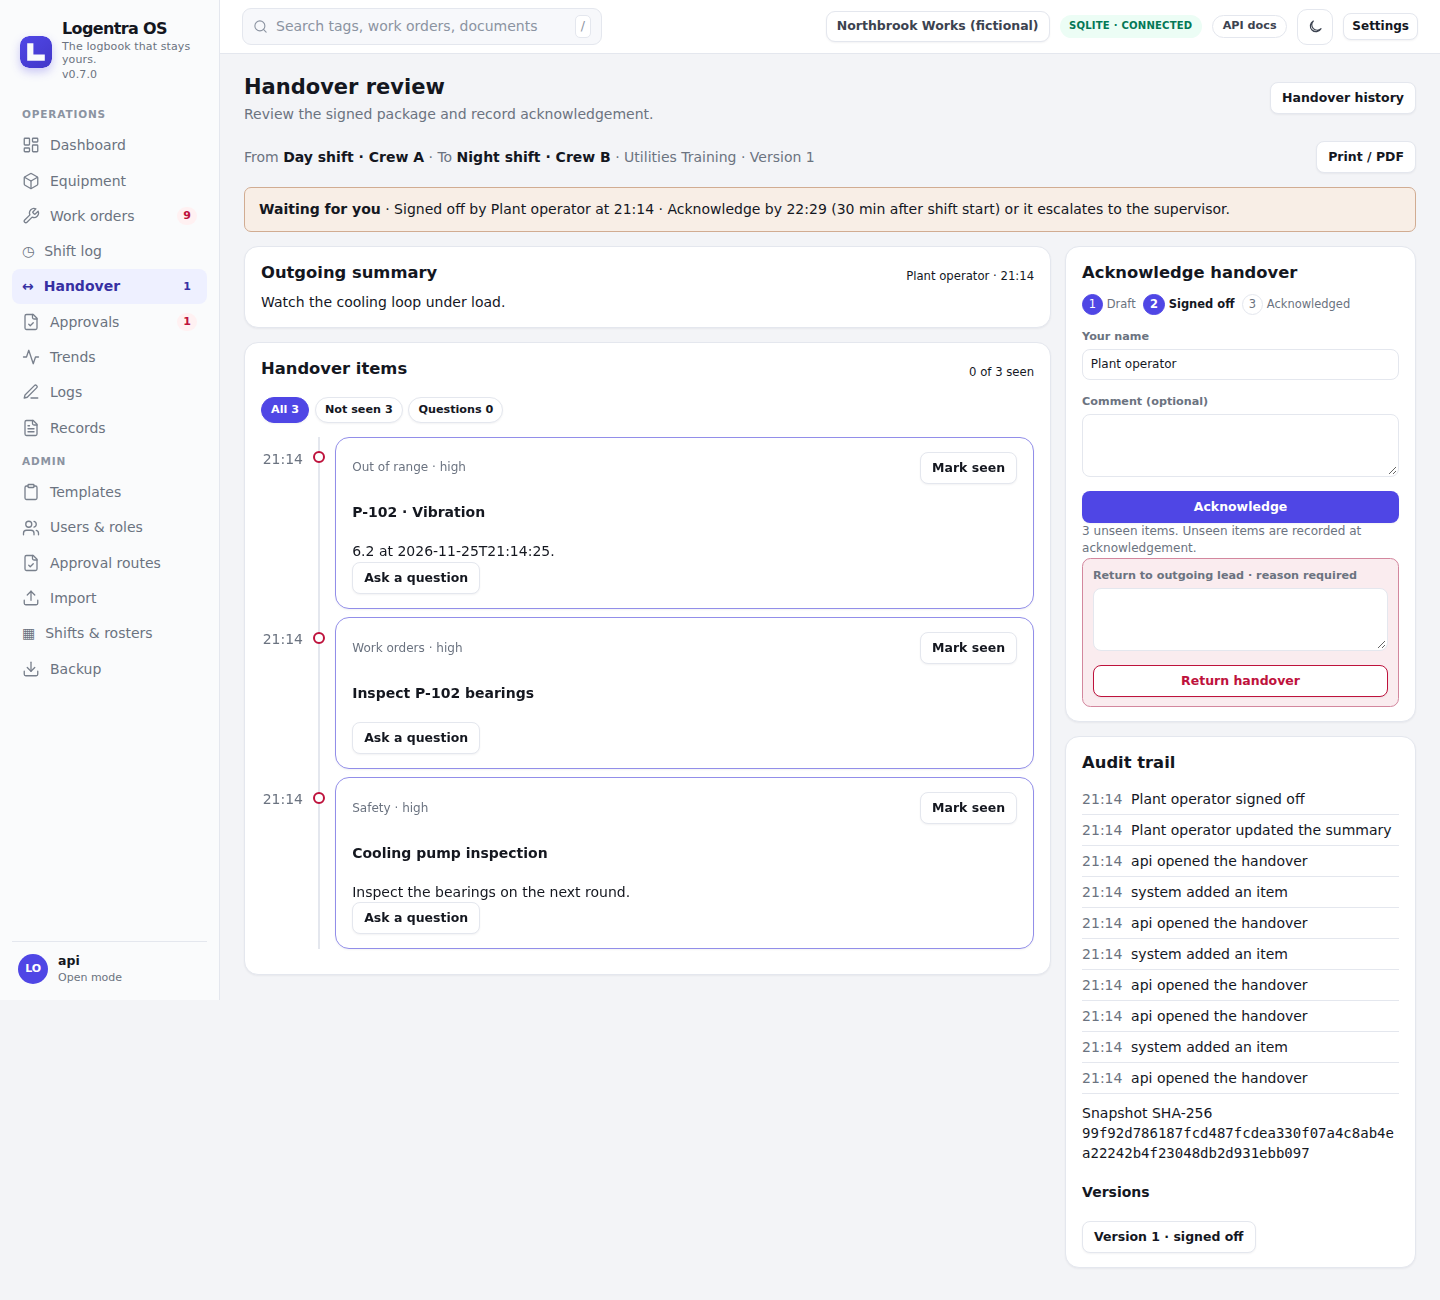 Logentra OS
The logbook that stays
yours.
v0.7.0
OPERATIONS
Dashboard
Equipment
Work orders 9
Shift log
Handover 1
Approvals 1
Trends
Logs
Records
ADMIN
Templates
Users & roles
Approval routes
Import
Shifts & rosters
Backup
LO
api
Open mode
Search tags, work orders, documents /
Northbrook Works (fictional)
SQLITE · CONNECTED
API docs
Settings
Handover review
Review the signed package and record acknowledgement.
Handover history
From Day shift · Crew A · To Night shift · Crew B · Utilities Training · Version 1
Print / PDF
Waiting for you · Signed off by Plant operator at 21:14 · Acknowledge by 22:29 (30 min after shift start) or it escalates to the supervisor.
Outgoing summary
Plant operator · 21:14
Watch the cooling loop under load.
Handover items
0 of 3 seen
All 3
Not seen 3
Questions 0
21:14
Out of range · high
Mark seen
P-102 · Vibration
6.2 at 2026-11-25T21:14:25.
Ask a question
21:14
Work orders · high
Mark seen
Inspect P-102 bearings
Ask a question
21:14
Safety · high
Mark seen
Cooling pump inspection
Inspect the bearings on the next round.
Ask a question
Acknowledge handover
1 Draft 2 Signed off 3 Acknowledged
Your name
Plant operator
Comment (optional)
Acknowledge
3 unseen items. Unseen items are recorded at
acknowledgement.
Return to outgoing lead · reason required
Return handover
Audit trail
21:14 Plant operator signed off
21:14 Plant operator updated the summary
21:14 api opened the handover
21:14 system added an item
21:14 api opened the handover
21:14 system added an item
21:14 api opened the handover
21:14 api opened the handover
21:14 system added an item
21:14 api opened the handover
Snapshot SHA-256
99f92d786187fcd487fcdea330f07a4c8ab4e
a22242b4f23048db2d931ebb097
Versions
Version 1 · signed off